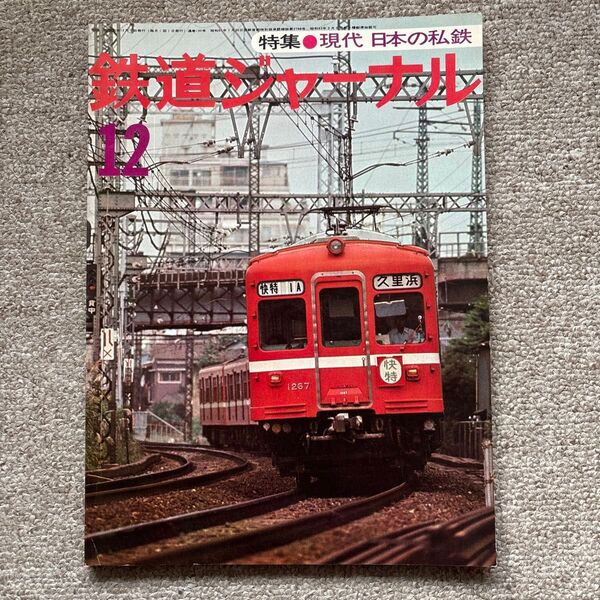 特集●現代 日本の私鉄
鉄道ジャーナル
12
快特 1A
久里浜
快特
1267